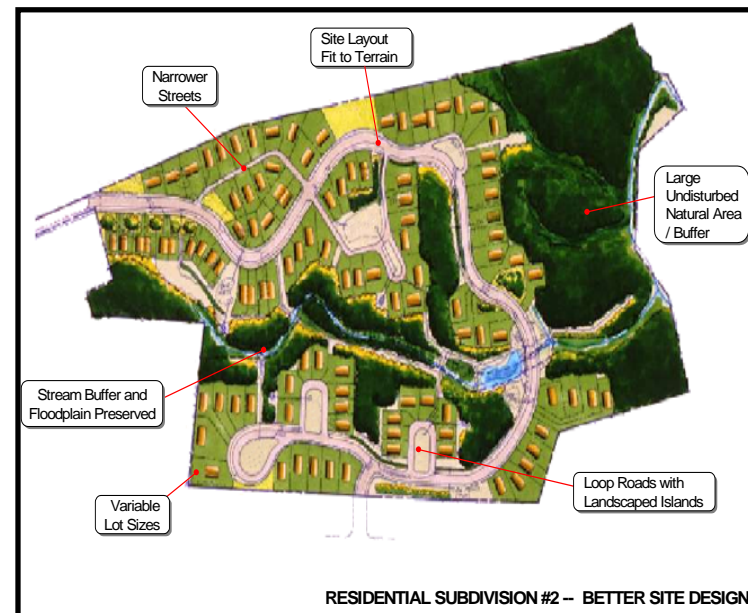 Site Layout
Fit to Terrain
Narrower
Streets
Large
Undisturbed
Natural Area
/ Buffer
Stream Buffer and
Floodplain Preserved
Loop Roads with
Landscaped Islands
Variable
Lot Sizes
RESIDENTIAL SUBDIVISION #2 -- BETTER SITE DESIGN